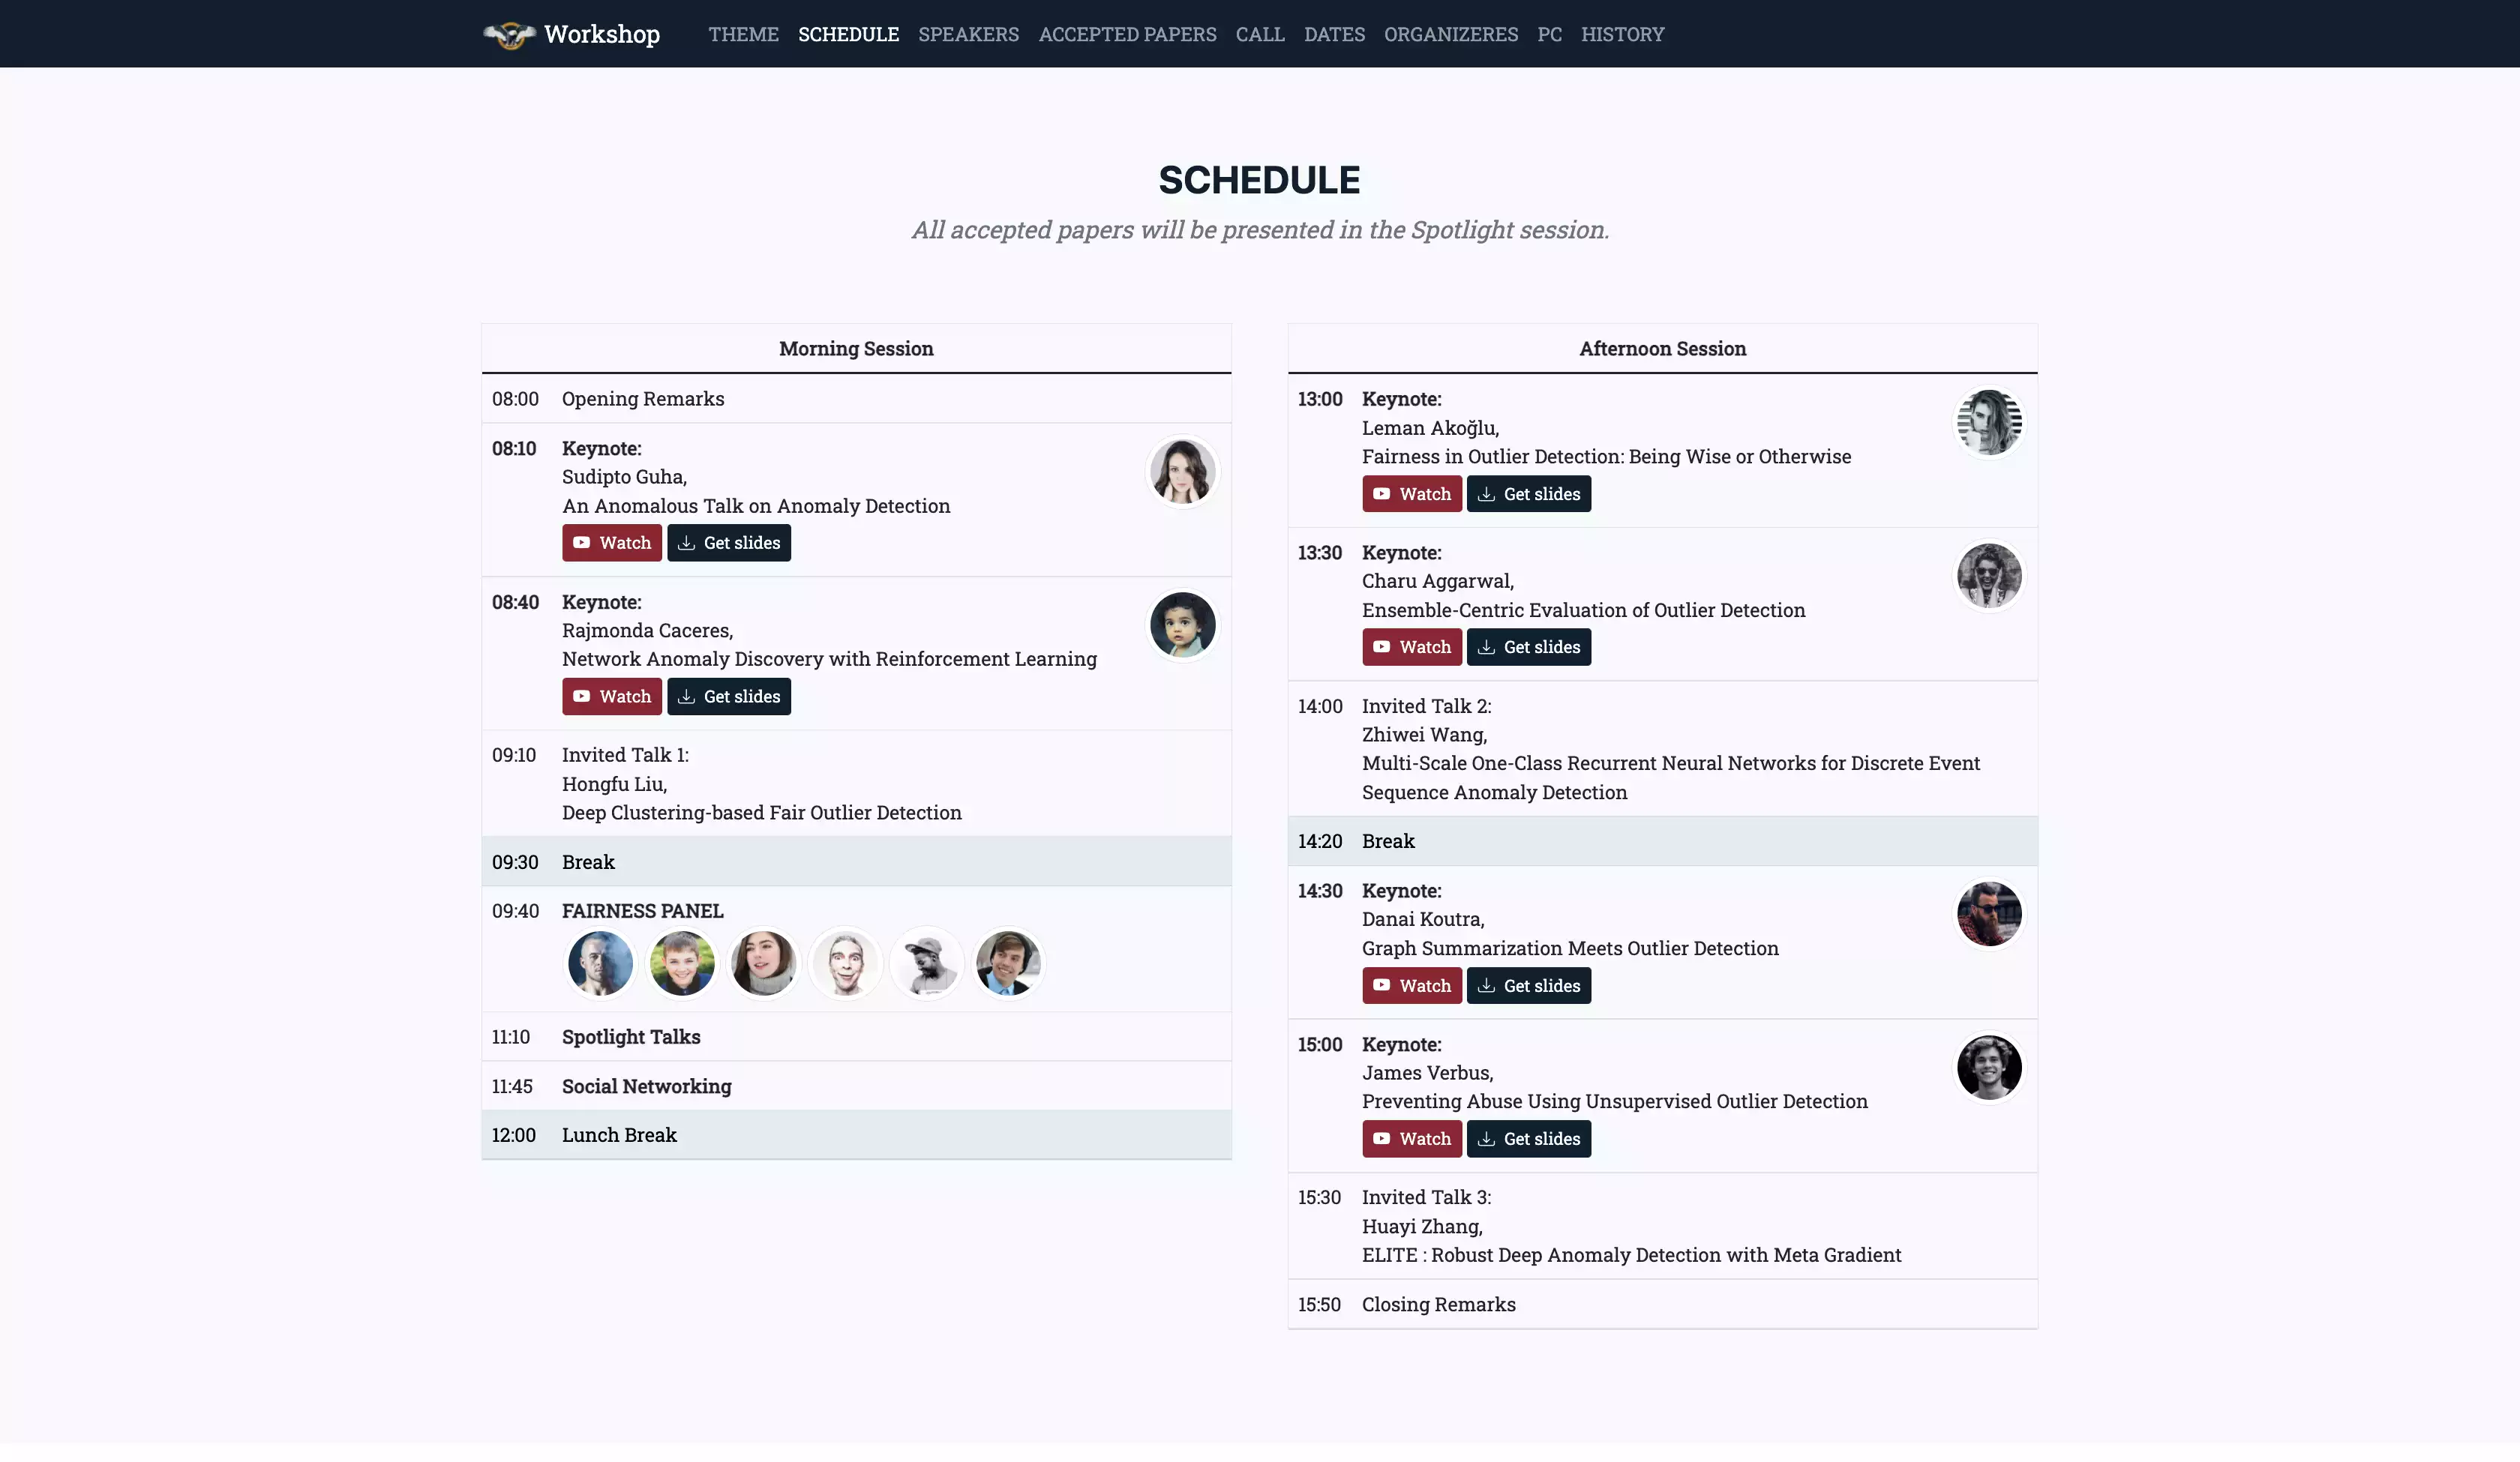 Workshop THEME SCHEDULE SPEAKERS ACCEPTED PAPERS CALL DATES ORGANIZERES PC HISTORY
SCHEDULE
All accepted papers will be presented in the Spotlight session.
Morning Session
08:00 Opening Remarks
08:10 Keynote:
Sudipto Guha,
An Anomalous Talk on Anomaly Detection
Watch Get slides
08:40 Keynote:
Rajmonda Caceres,
Network Anomaly Discovery with Reinforcement Learning
Watch Get slides
09:10 Invited Talk 1:
Hongfu Liu,
Deep Clustering-based Fair Outlier Detection
09:30 Break
09:40 FAIRNESS PANEL
11:10 Spotlight Talks
11:45 Social Networking
12:00 Lunch Break
Afternoon Session
13:00 Keynote:
Leman Akoğlu,
Fairness in Outlier Detection: Being Wise or Otherwise
Watch Get slides
13:30 Keynote:
Charu Aggarwal,
Ensemble-Centric Evaluation of Outlier Detection
Watch Get slides
14:00 Invited Talk 2:
Zhiwei Wang,
Multi-Scale One-Class Recurrent Neural Networks for Discrete Event
Sequence Anomaly Detection
14:20 Break
14:30 Keynote:
Danai Koutra,
Graph Summarization Meets Outlier Detection
Watch Get slides
15:00 Keynote:
James Verbus,
Preventing Abuse Using Unsupervised Outlier Detection
Watch Get slides
15:30 Invited Talk 3:
Huayi Zhang,
ELITE : Robust Deep Anomaly Detection with Meta Gradient
15:50 Closing Remarks